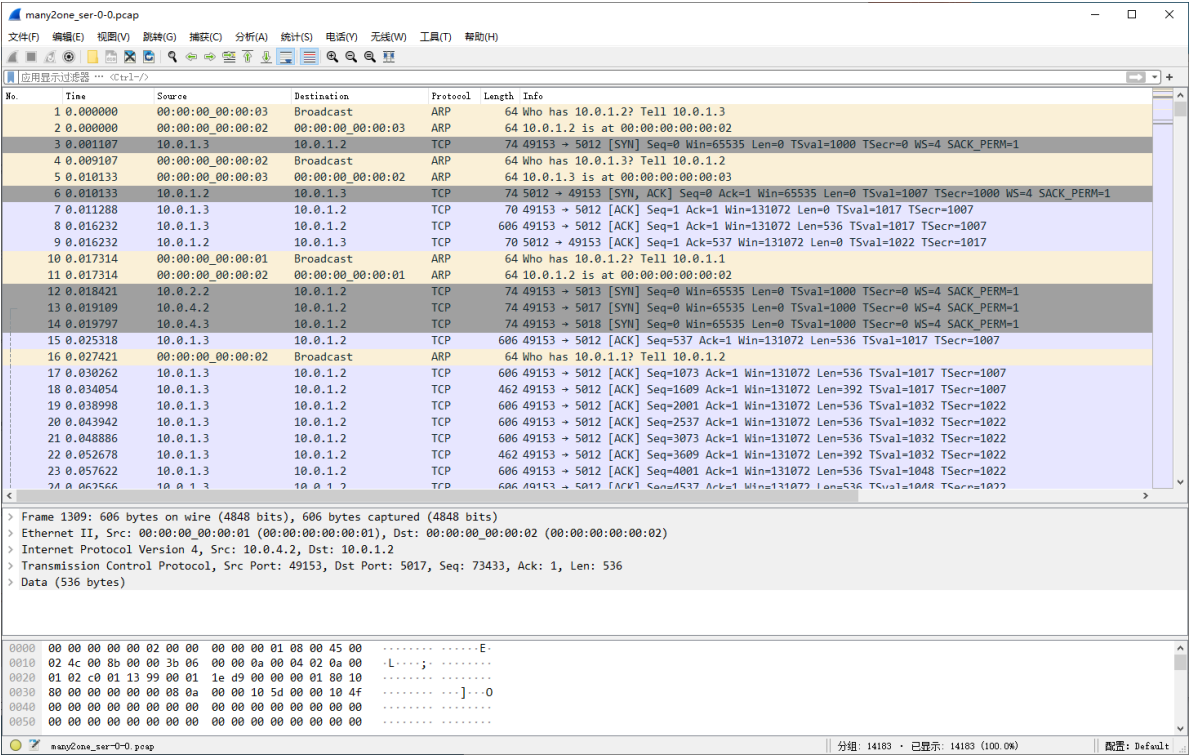 many2one_ser-0-0.pcap
文件(F) 编辑(E) 视图(V) 跳转(G) 捕获(C) 分析(A) 统计(S) 电话(Y) 无线(W) 工具(T) 帮助(H)
应用显示过滤器 … <Ctrl-/>
No. Time Source Destination Protocol Length Info
1 0.000000 00:00:00_00:00:03 Broadcast ARP 64 Who has 10.0.1.2? Tell 10.0.1.3
2 0.000000 00:00:00_00:00:02 00:00:00_00:00:03 ARP 64 10.0.1.2 is at 00:00:00:00:00:02
3 0.001107 10.0.1.3 10.0.1.2 TCP 74 49153 → 5012 [SYN] Seq=0 Win=65535 Len=0 TSval=1000 TSecr=0 WS=4 SACK_PERM=1
4 0.009107 00:00:00_00:00:02 Broadcast ARP 64 Who has 10.0.1.3? Tell 10.0.1.2
5 0.010133 00:00:00_00:00:03 00:00:00_00:00:02 ARP 64 10.0.1.3 is at 00:00:00:00:00:03
6 0.010133 10.0.1.2 10.0.1.3 TCP 74 5012 → 49153 [SYN, ACK] Seq=0 Ack=1 Win=65535 Len=0 TSval=1007 TSecr=1000 WS=4 SACK_PERM=1
7 0.011288 10.0.1.3 10.0.1.2 TCP 70 49153 → 5012 [ACK] Seq=1 Ack=1 Win=131072 Len=0 TSval=1017 TSecr=1007
8 0.016232 10.0.1.3 10.0.1.2 TCP 606 49153 → 5012 [ACK] Seq=1 Ack=1 Win=131072 Len=536 TSval=1017 TSecr=1007
9 0.016232 10.0.1.2 10.0.1.3 TCP 70 5012 → 49153 [ACK] Seq=1 Ack=537 Win=131072 Len=0 TSval=1022 TSecr=1017
10 0.017314 00:00:00_00:00:01 Broadcast ARP 64 Who has 10.0.1.2? Tell 10.0.1.1
11 0.017314 00:00:00_00:00:02 00:00:00_00:00:01 ARP 64 10.0.1.2 is at 00:00:00:00:00:02
12 0.018421 10.0.2.2 10.0.1.2 TCP 74 49153 → 5013 [SYN] Seq=0 Win=65535 Len=0 TSval=1000 TSecr=0 WS=4 SACK_PERM=1
13 0.019109 10.0.4.2 10.0.1.2 TCP 74 49153 → 5017 [SYN] Seq=0 Win=65535 Len=0 TSval=1000 TSecr=0 WS=4 SACK_PERM=1
14 0.019797 10.0.4.3 10.0.1.2 TCP 74 49153 → 5018 [SYN] Seq=0 Win=65535 Len=0 TSval=1000 TSecr=0 WS=4 SACK_PERM=1
15 0.025318 10.0.1.3 10.0.1.2 TCP 606 49153 → 5012 [ACK] Seq=537 Ack=1 Win=131072 Len=536 TSval=1017 TSecr=1007
16 0.027421 00:00:00_00:00:02 Broadcast ARP 64 Who has 10.0.1.1? Tell 10.0.1.2
17 0.030262 10.0.1.3 10.0.1.2 TCP 606 49153 → 5012 [ACK] Seq=1073 Ack=1 Win=131072 Len=536 TSval=1017 TSecr=1007
18 0.034054 10.0.1.3 10.0.1.2 TCP 462 49153 → 5012 [ACK] Seq=1609 Ack=1 Win=131072 Len=392 TSval=1017 TSecr=1007
19 0.038998 10.0.1.3 10.0.1.2 TCP 606 49153 → 5012 [ACK] Seq=2001 Ack=1 Win=131072 Len=536 TSval=1032 TSecr=1022
20 0.043942 10.0.1.3 10.0.1.2 TCP 606 49153 → 5012 [ACK] Seq=2537 Ack=1 Win=131072 Len=536 TSval=1032 TSecr=1022
21 0.048886 10.0.1.3 10.0.1.2 TCP 606 49153 → 5012 [ACK] Seq=3073 Ack=1 Win=131072 Len=536 TSval=1032 TSecr=1022
22 0.052678 10.0.1.3 10.0.1.2 TCP 462 49153 → 5012 [ACK] Seq=3609 Ack=1 Win=131072 Len=392 TSval=1032 TSecr=1022
23 0.057622 10.0.1.3 10.0.1.2 TCP 606 49153 → 5012 [ACK] Seq=4001 Ack=1 Win=131072 Len=536 TSval=1048 TSecr=1022
24 0.062566 10.0.1.3 10.0.1.2 TCP 606 49153 → 5012 [ACK] Seq=4537 Ack=1 Win=131072 Len=536 TSval=1048 TSecr=1022
Frame 1309: 606 bytes on wire (4848 bits), 606 bytes captured (4848 bits)
Ethernet II, Src: 00:00:00_00:00:01 (00:00:00:00:00:01), Dst: 00:00:00_00:00:02 (00:00:00:00:00:02)
Internet Protocol Version 4, Src: 10.0.4.2, Dst: 10.0.1.2
Transmission Control Protocol, Src Port: 49153, Dst Port: 5017, Seq: 73433, Ack: 1, Len: 536
Data (536 bytes)
0000 00 00 00 00 00 02 00 00 00 00 00 01 08 00 45 00 ········ ······E·
0010 02 4c 00 8b 00 00 3b 06 00 00 0a 00 04 02 0a 00 ·L····;· ········
0020 01 02 c0 01 13 99 00 01 1e d9 00 00 00 01 80 10 ········ ········
0030 80 00 00 00 00 00 08 0a 00 00 10 5d 00 00 10 4f ········ ···]···O
0040 00 00 00 00 00 00 00 00 00 00 00 00 00 00 00 00 ········ ········
0050 00 00 00 00 00 00 00 00 00 00 00 00 00 00 00 00 ········ ········
many2one_ser-0-0.pcap 分组: 14183 · 已显示: 14183 (100.0%) 配置: Default